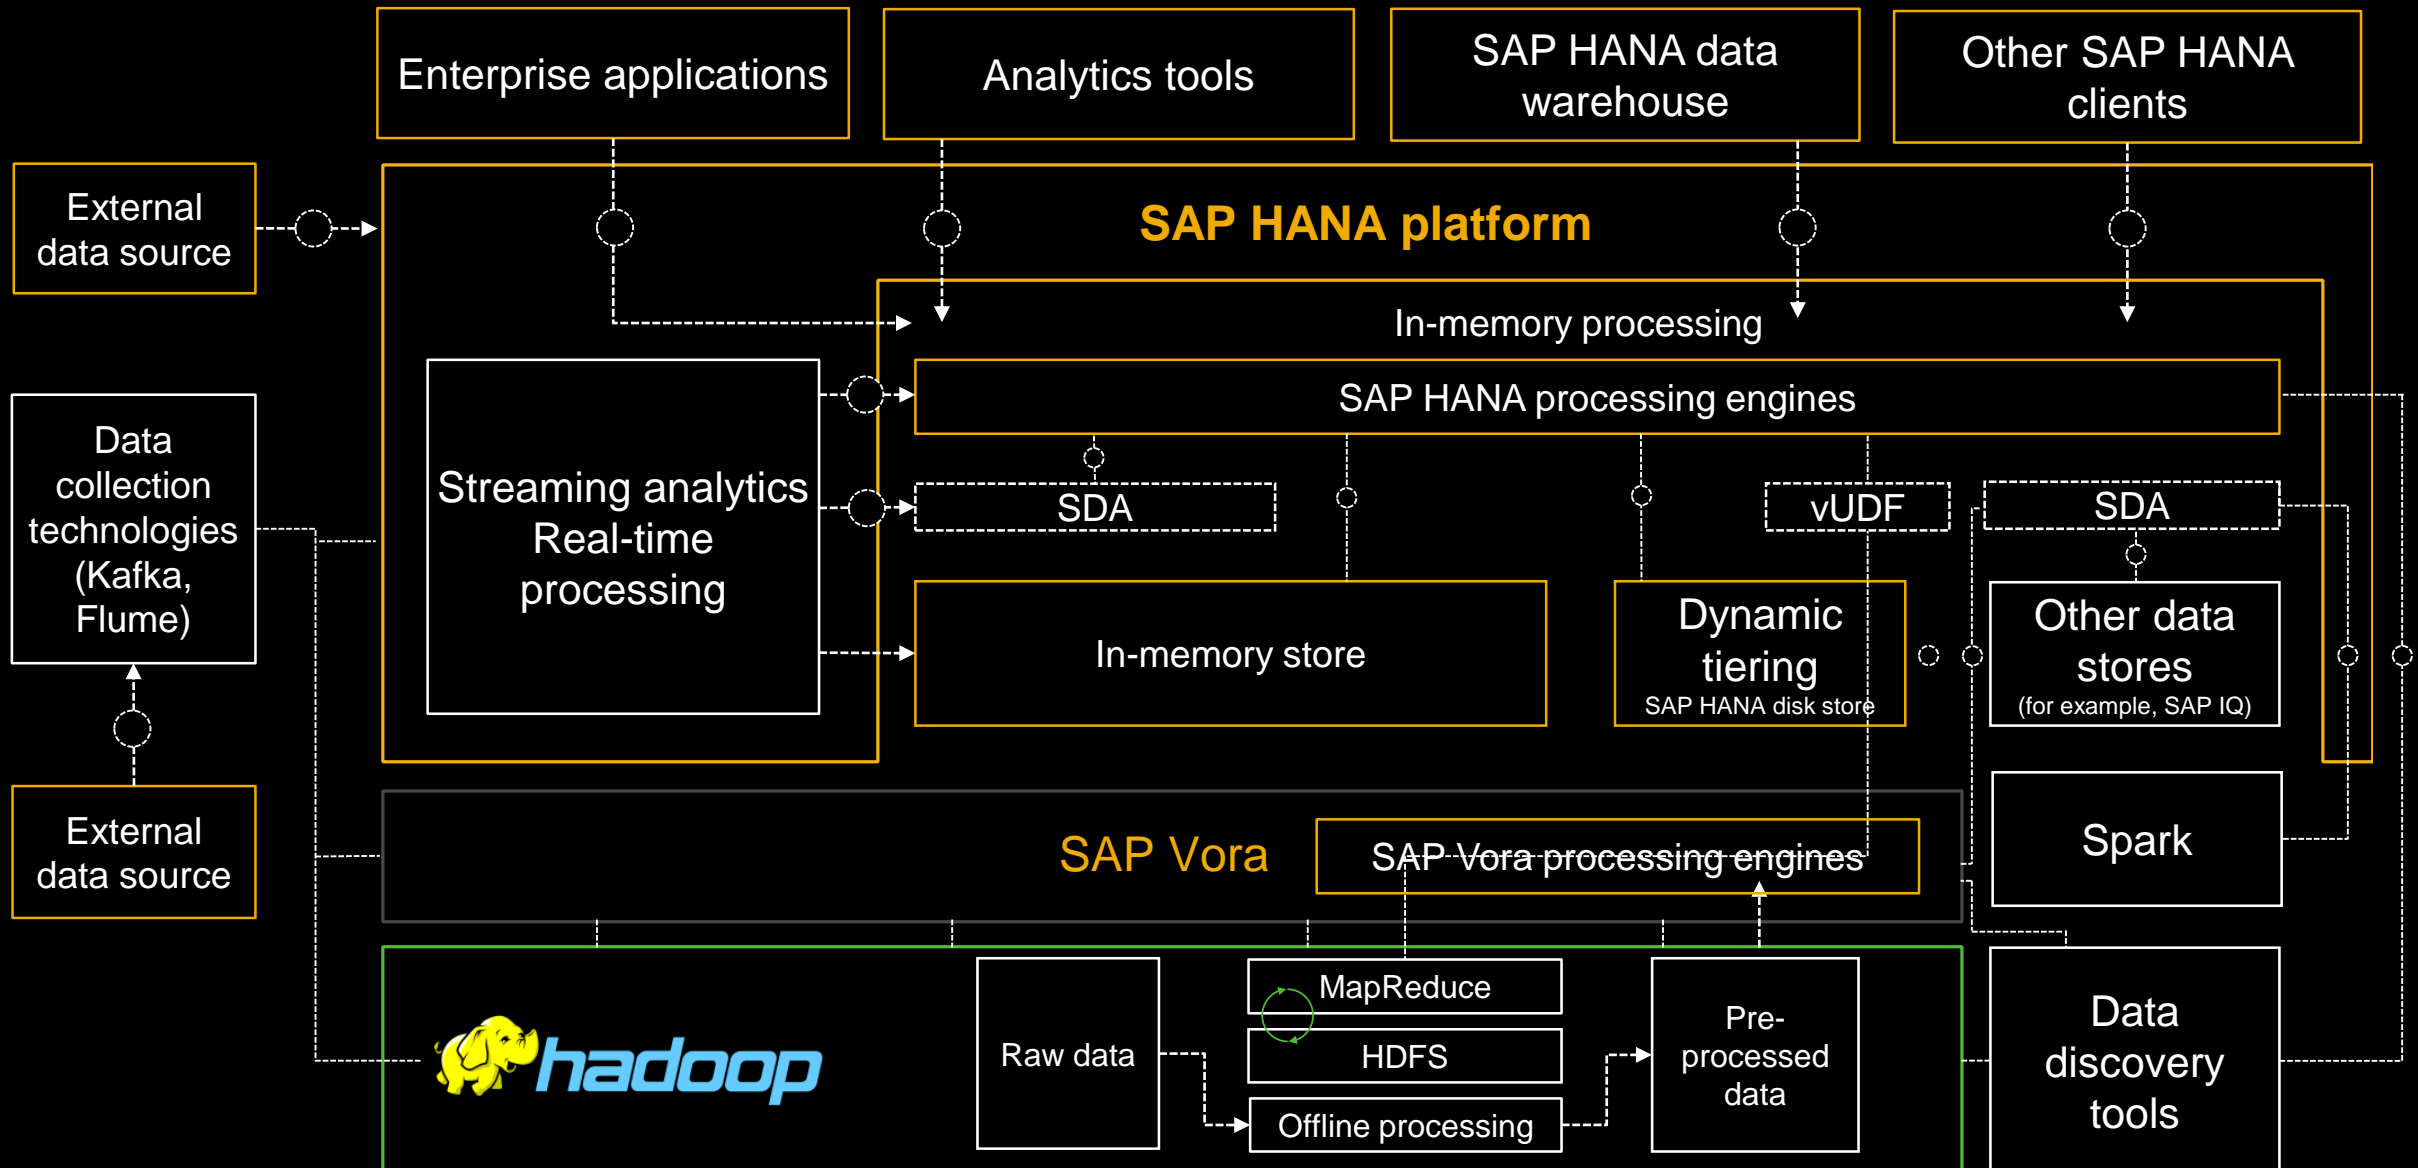 Enterprise applications
Analytics tools
SAP HANA data
warehouse
Other SAP HANA
clients
External
data source
SAP HANA platform
In-memory processing
SAP HANA processing engines
Data
collection
technologies
(Kafka,
Flume)
Streaming analytics
Real-time
processing
SDA
vUDF
SDA
In-memory store
Dynamic
tiering
SAP HANA disk store
Other data
stores
(for example, SAP IQ)
External
data source
SAP Vora
SAP Vora processing engines
Spark
hadoop
Raw data
MapReduce
HDFS
Offline processing
Pre-
processed
data
Data
discovery
tools